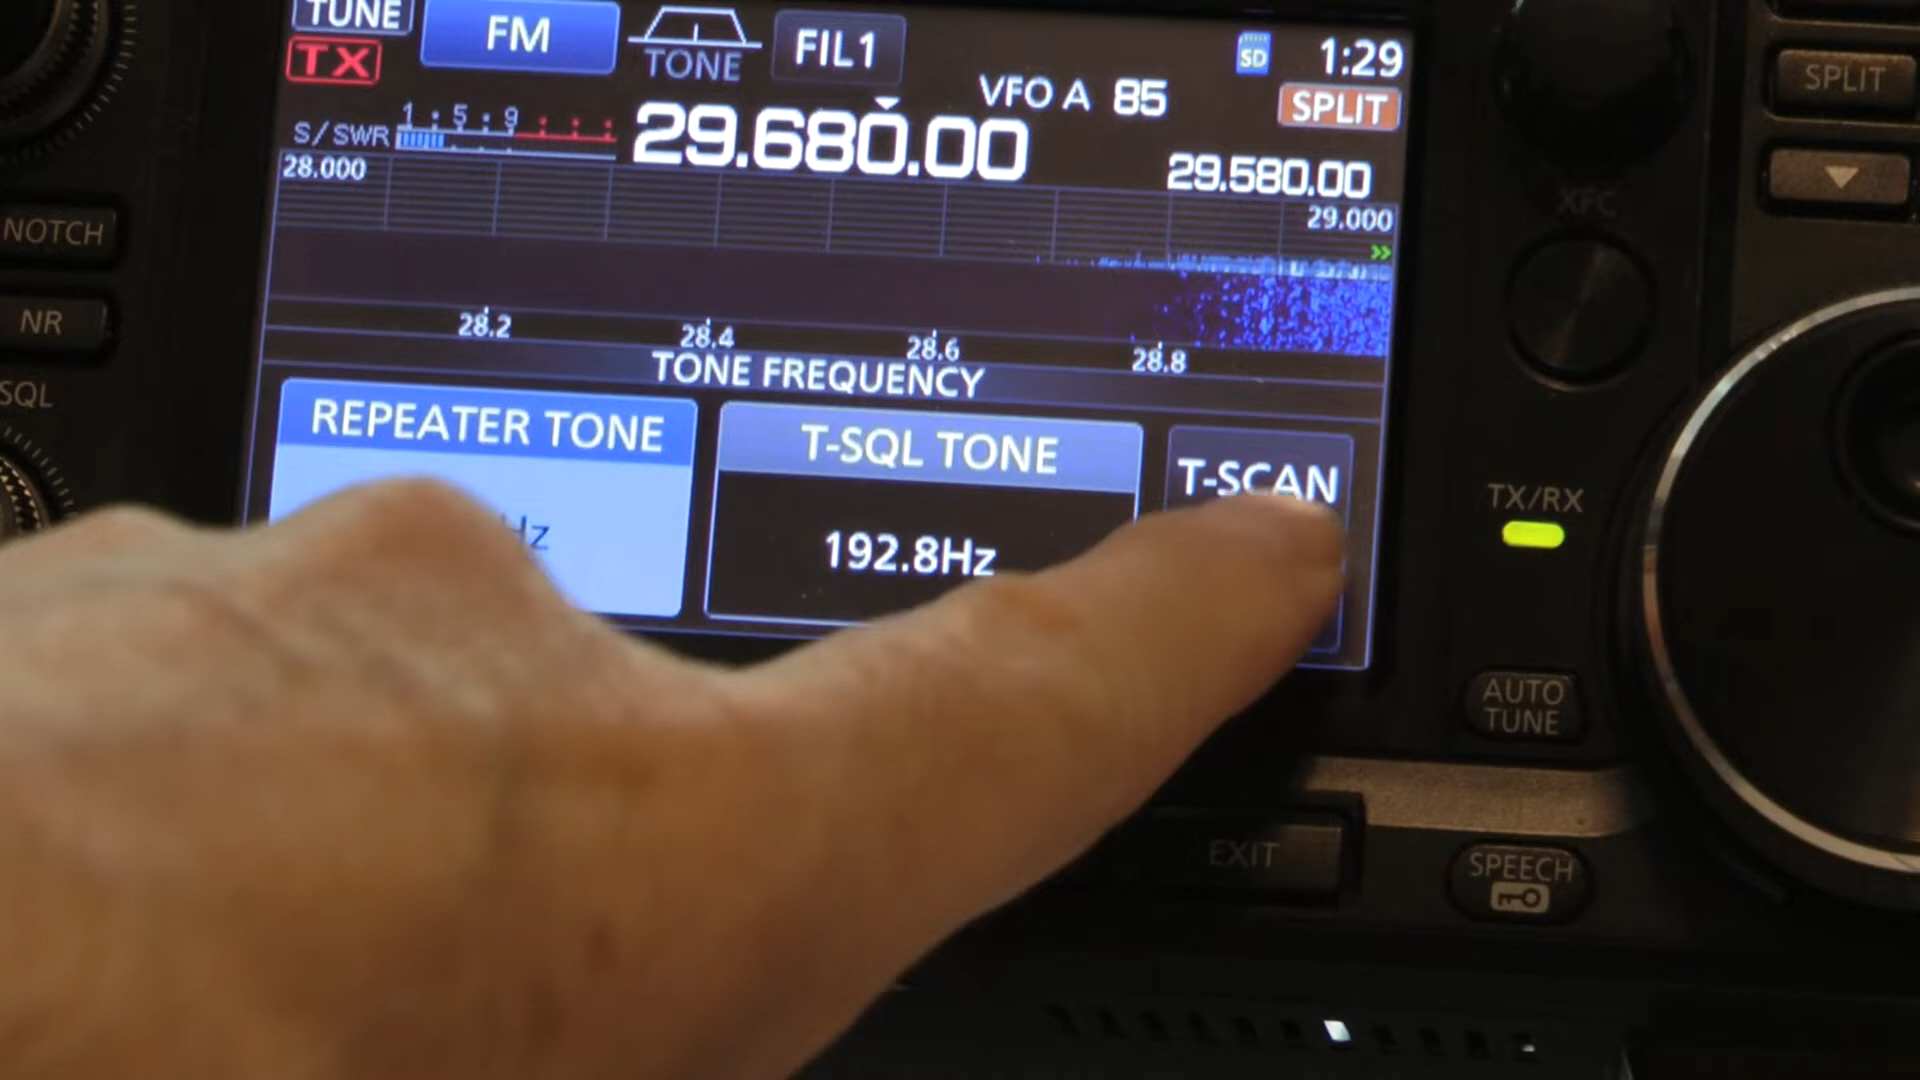 TUNE
FM
TONE
FIL1
SD
1:29
TX
VFO A 85
SPLIT
S/SWR 1 5 9
29.680.00
29.580.00
28.000
29.000
28.2 28.4 28.6 28.8
TONE FREQUENCY
REPEATER TONE
T-SQL TONE
T-SCAN
Hz
192.8Hz
NOTCH
NR
SQL
SPLIT
XFC
TX/RX
AUTO
TUNE
EXIT
SPEECH